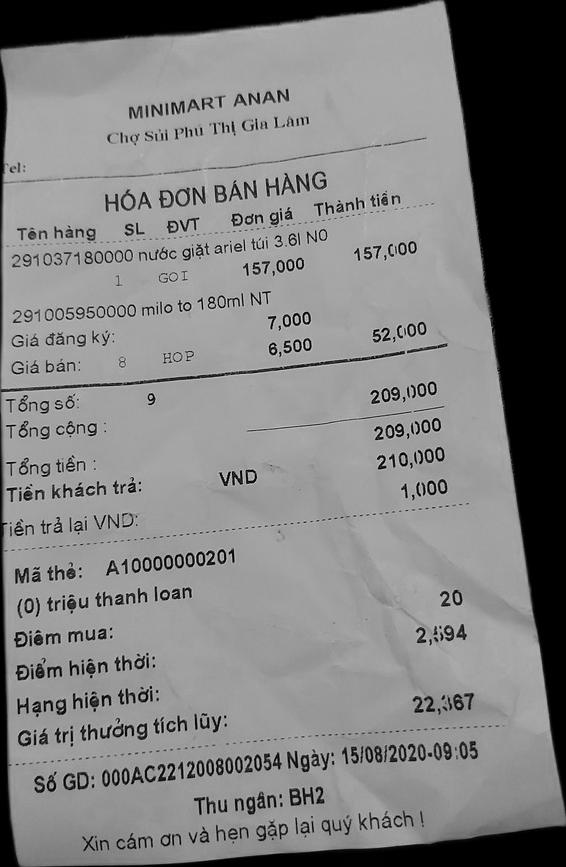 MINIMART ANAN
Chợ Sủi Phú Thị Gia Lâm
Tel:
HÓA ĐƠN BÁN HÀNG
Tên hàng SL ĐVT Đơn giá Thành tiền
291037180000 nước giặt ariel túi 3.6l N0
1 GOI 157,000 157,000
291005950000 milo to 180ml NT
Giá đăng ký: 7,000
Giá bán: 8 HOP 6,500 52,000
Tổng số: 9
Tổng cộng : 209,000
Tổng tiền : 209,000
Tiền khách trả: VND 210,000
Tiền trả lại VND: 1,000
Mã thẻ: A10000000201
(0) triệu thanh loan
Điêm mua: 20
Điểm hiện thời: 2,594
Hạng hiện thời:
Giá trị thưởng tích lũy: 22,367
Số GD: 000AC2212008002054 Ngày: 15/08/2020-09:05
Thu ngân: BH2
Xin cám ơn và hẹn gặp lại quý khách !